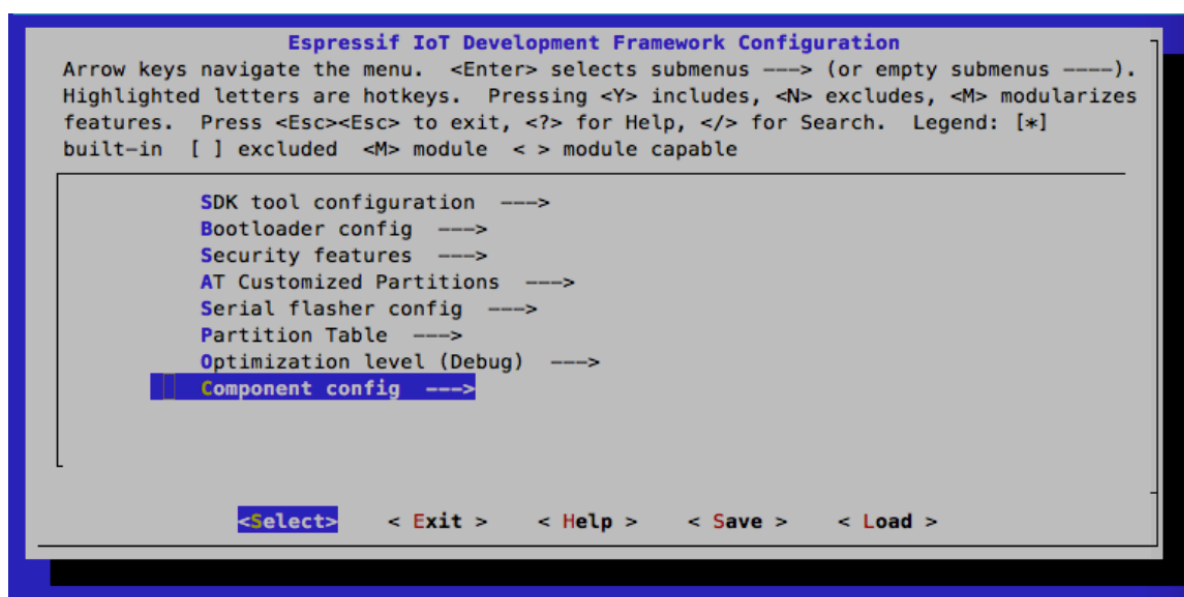 Espressif IoT Development Framework Configuration
Arrow keys navigate the menu.  <Enter> selects submenus ---> (or empty submenus ----).
Highlighted letters are hotkeys.  Pressing <Y> includes, <N> excludes, <M> modularizes
features.  Press <Esc><Esc> to exit, <?> for Help, </> for Search.  Legend: [*]
built-in  [ ] excluded  <M> module  < > module capable
SDK tool configuration  --->
Bootloader config  --->
Security features  --->
AT Customized Partitions  --->
Serial flasher config  --->
Partition Table  --->
Optimization level (Debug)  --->
Component config  --->
<Select>    < Exit >    < Help >    < Save >    < Load >